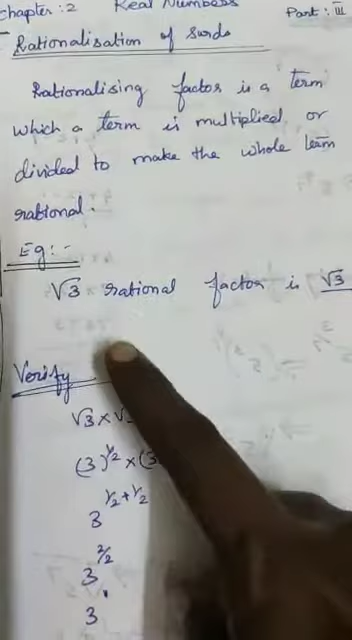 Chapter :2 Real Numbers Part : III
Rationalisation of Surds
Rationalising factor is a term
which a term is multiplied or
divided to make the whole term
rational.
Eg:-
√3 rational factor is √3
Verify
√3 ×
(3)^1/2 × (3
3^1/2+1/2
3^2/2
3